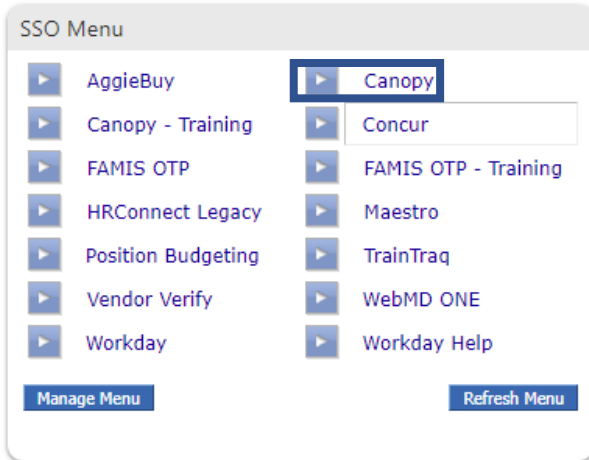 SSO Menu
AggieBuy Canopy
Canopy - Training Concur
FAMIS OTP FAMIS OTP - Training
HRConnect Legacy Maestro
Position Budgeting TrainTraq
Vendor Verify WebMD ONE
Workday Workday Help
Manage Menu Refresh Menu